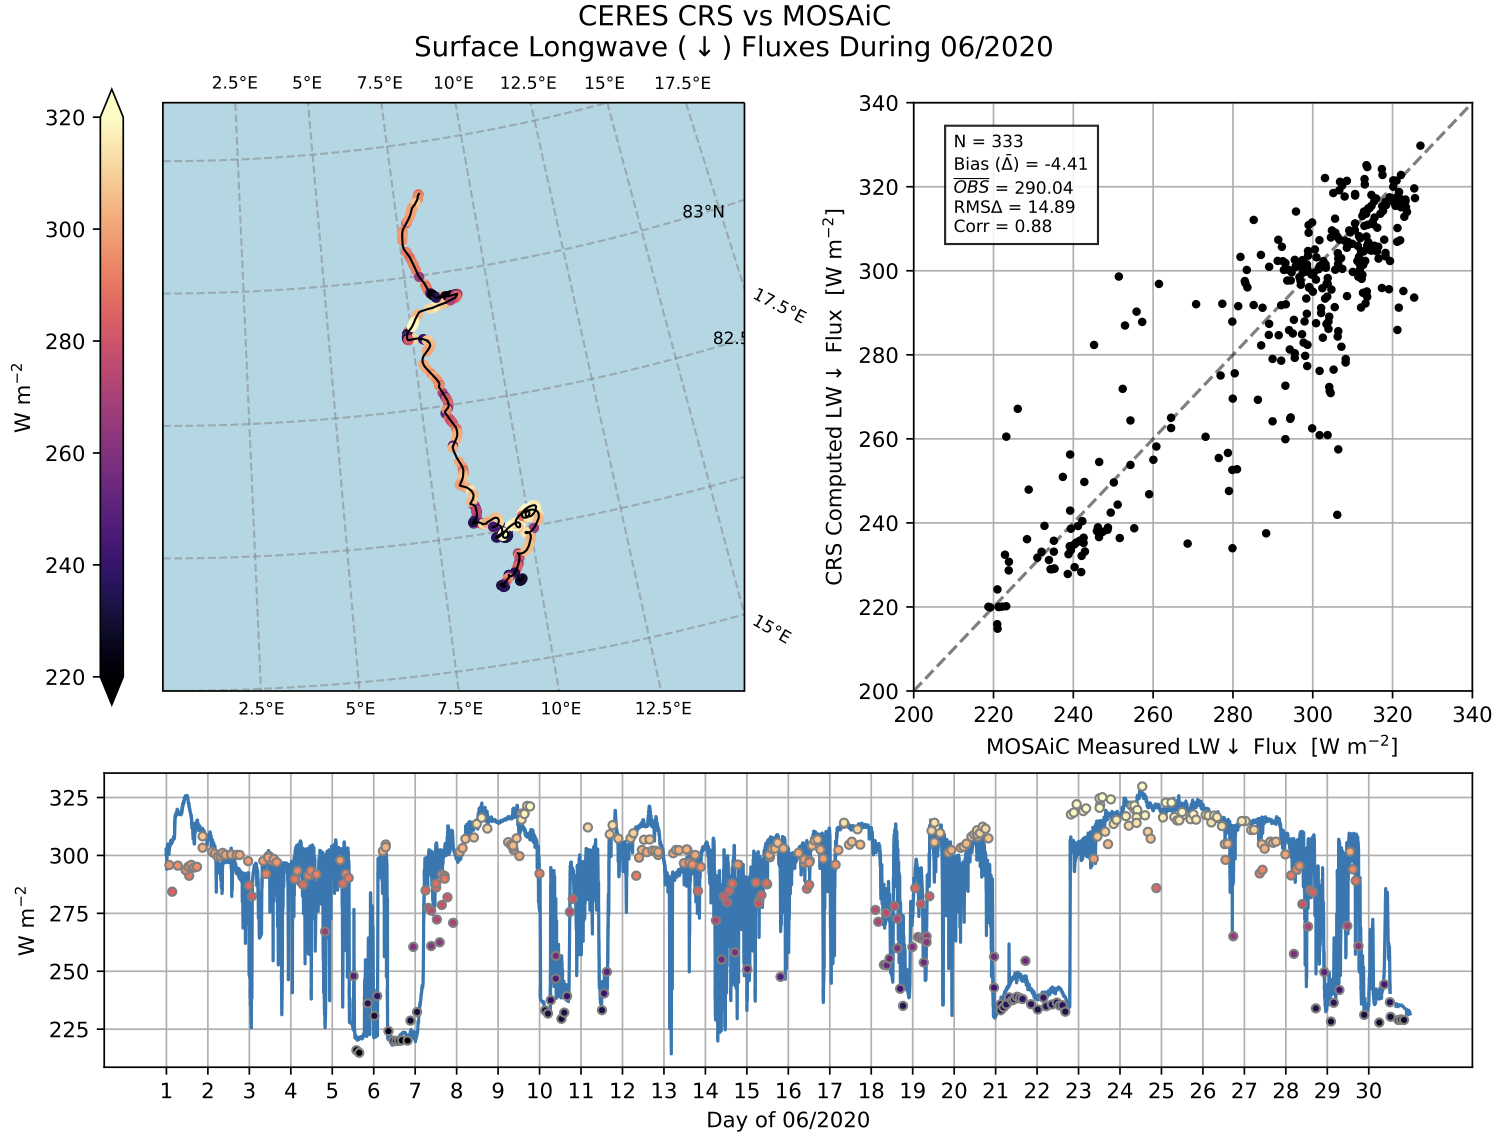 CERES CRS vs MOSAiC
Surface Longwave ( ↓ ) Fluxes During 06/2020
2.5°E 5°E 7.5°E 10°E 12.5°E 15°E 17.5°E
320
300
280
260
240
220
W m−2
83°N
17.5°E
82.5
15°E
2.5°E 5°E 7.5°E 10°E 12.5°E
N = 333
Bias (Δ̄) = -4.41
O̅B̅S̅ = 290.04
RMSΔ = 14.89
Corr = 0.88
340
320
300
280
260
240
220
200
CRS Computed LW ↓ Flux [W m−2]
200 220 240 260 280 300 320 340
MOSAiC Measured LW ↓ Flux [W m−2]
325
300
275
250
225
W m−2
1 2 3 4 5 6 7 8 9 10 11 12 13 14 15 16 17 18 19 20 21 22 23 24 25 26 27 28 29 30
Day of 06/2020